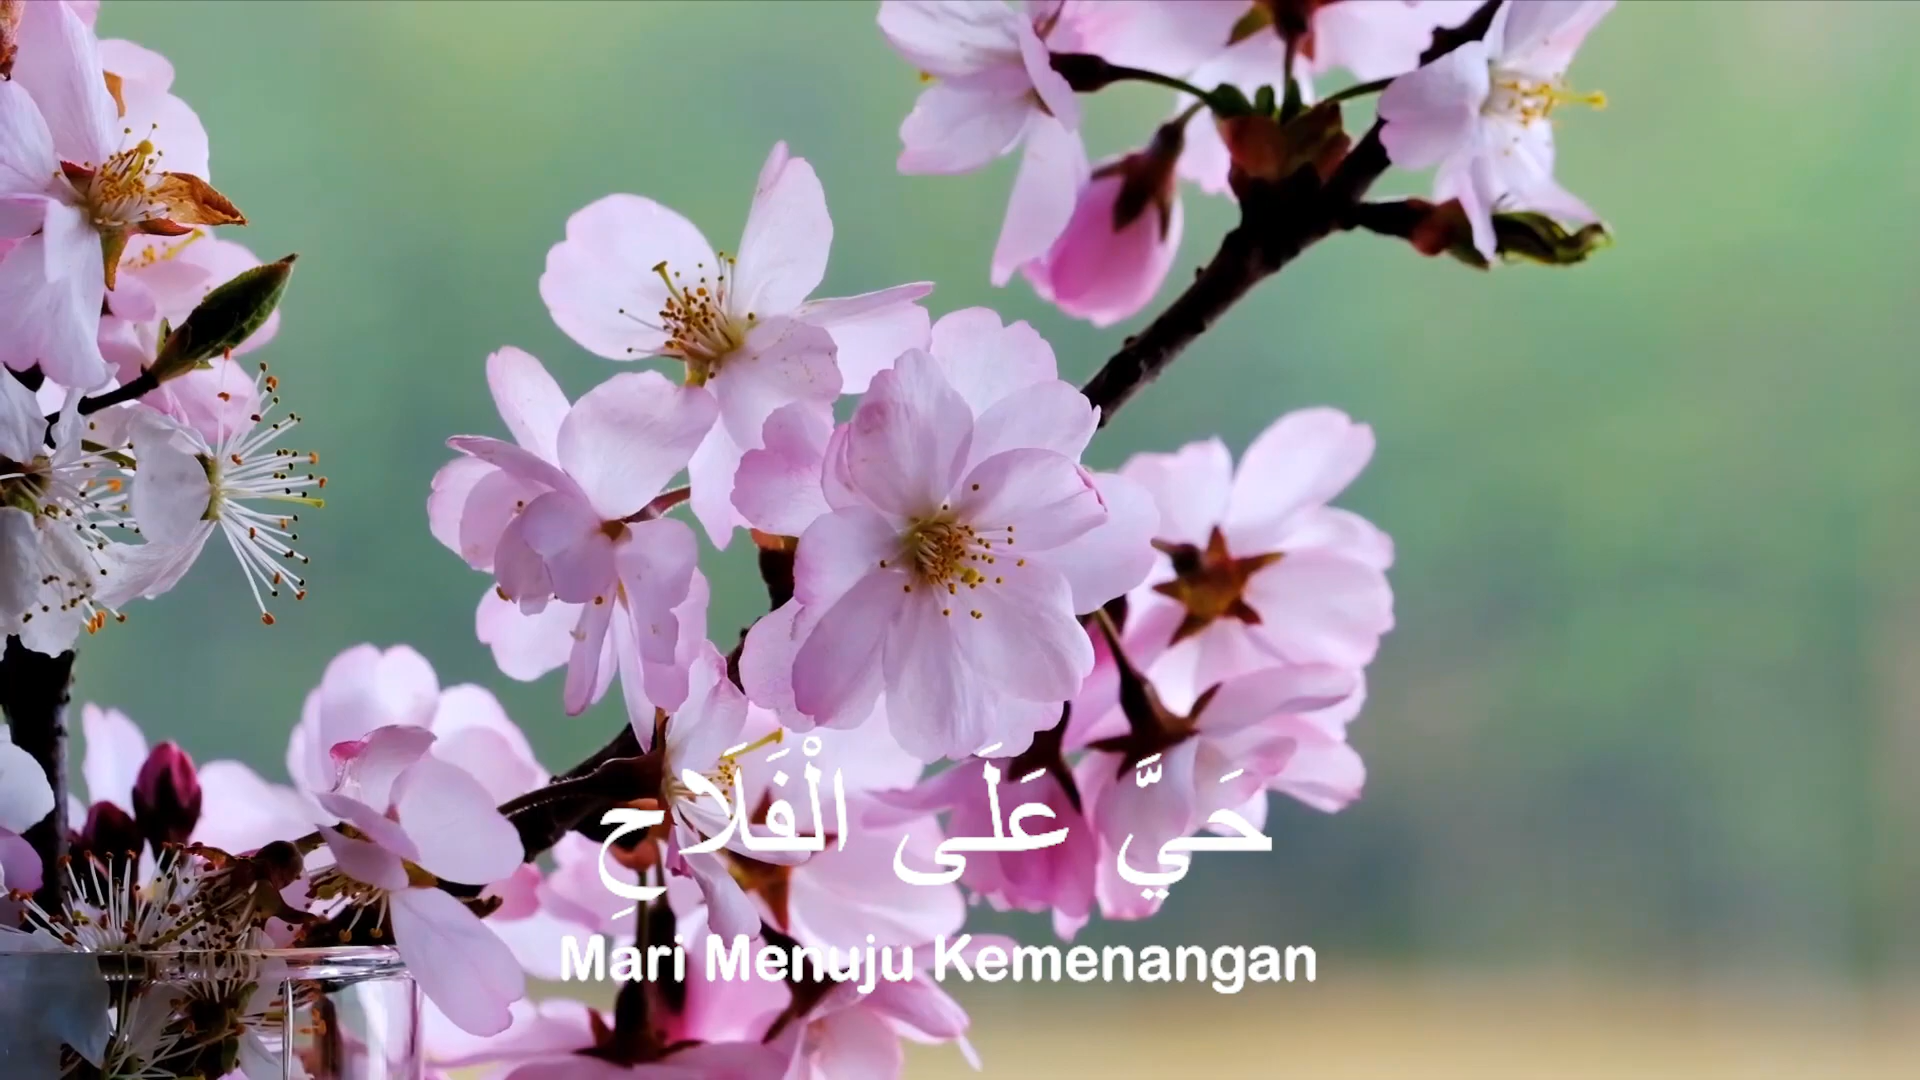 حَيَّ عَلَى الْفَلَاحِ
Mari Menuju Kemenangan